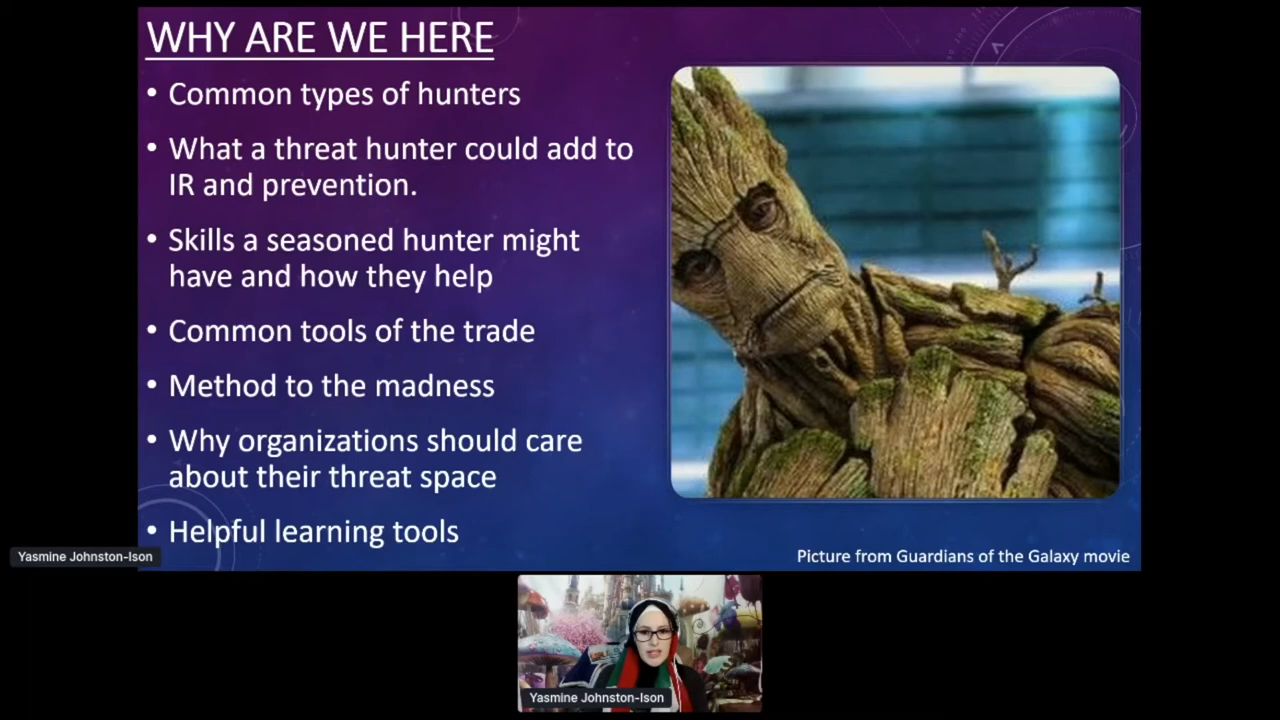 WHY ARE WE HERE
• Common types of hunters
• What a threat hunter could add to
IR and prevention.
• Skills a seasoned hunter might
have and how they help
• Common tools of the trade
• Method to the madness
• Why organizations should care
about their threat space
• Helpful learning tools
Picture from Guardians of the Galaxy movie
Yasmine Johnston-Ison
Yasmine Johnston-Ison